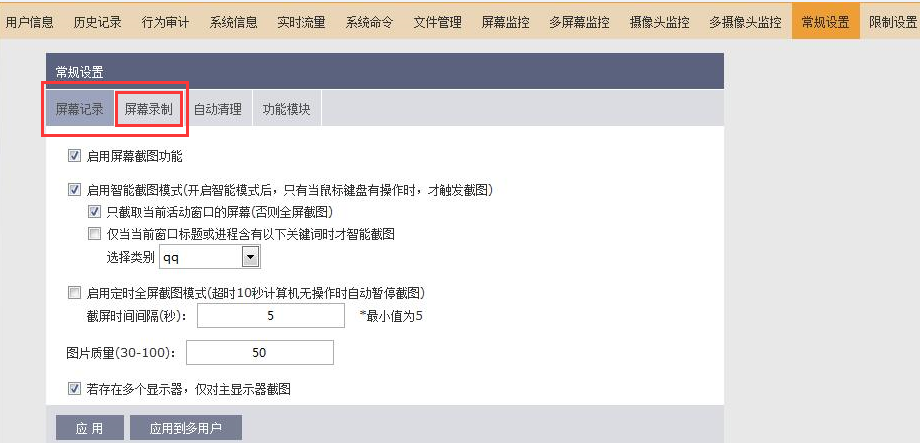 用户信息 历史记录 行为审计 系统信息 实时流量 系统命令 文件管理 屏幕监控 多屏幕监控 摄像头监控 多摄像头监控 常规设置 限制设置
常规设置
屏幕记录 屏幕录制 自动清理 功能模块
启用屏幕截图功能
启用智能截图模式(开启智能模式后，只有当鼠标键盘有操作时，才触发截图)
只截取当前活动窗口的屏幕(否则全屏截图)
仅当当前窗口标题或进程含有以下关键词时才智能截图
选择类别 qq
启用定时全屏截图模式(超时10秒计算机无操作时自动暂停截图)
截屏时间间隔(秒): 5 *最小值为5
图片质量(30-100): 50
若存在多个显示器，仅对主显示器截图
应 用 应用到多用户